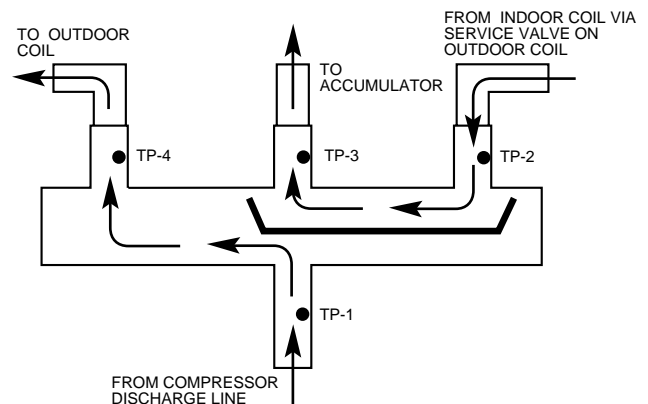 TO OUTDOOR
COIL
TO
ACCUMULATOR
FROM INDOOR COIL VIA
SERVICE VALVE ON
OUTDOOR COIL
TP-4
TP-3
TP-2
TP-1
FROM COMPRESSOR
DISCHARGE LINE